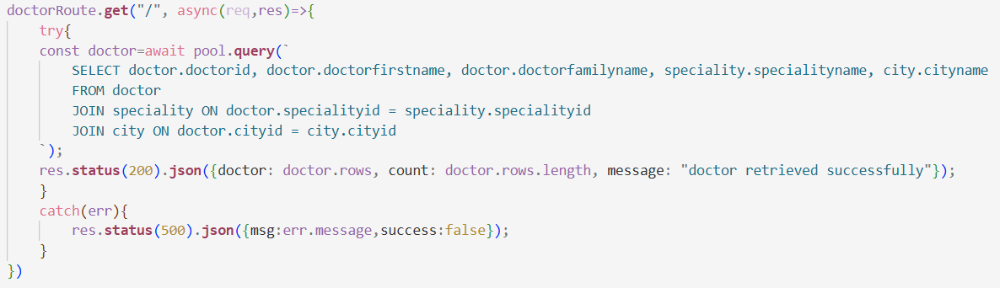 doctorRoute.get("/", async(req,res)=>{
    try{
    const doctor=await pool.query(`
        SELECT doctor.doctorid, doctor.doctorfirstname, doctor.doctorfamilyname, speciality.specialityname, city.cityname
        FROM doctor
        JOIN speciality ON doctor.specialityid = speciality.specialityid
        JOIN city ON doctor.cityid = city.cityid
    `);
    res.status(200).json({doctor: doctor.rows, count: doctor.rows.length, message: "doctor retrieved successfully"});
    }
    catch(err){
        res.status(500).json({msg:err.message,success:false});
    }
})